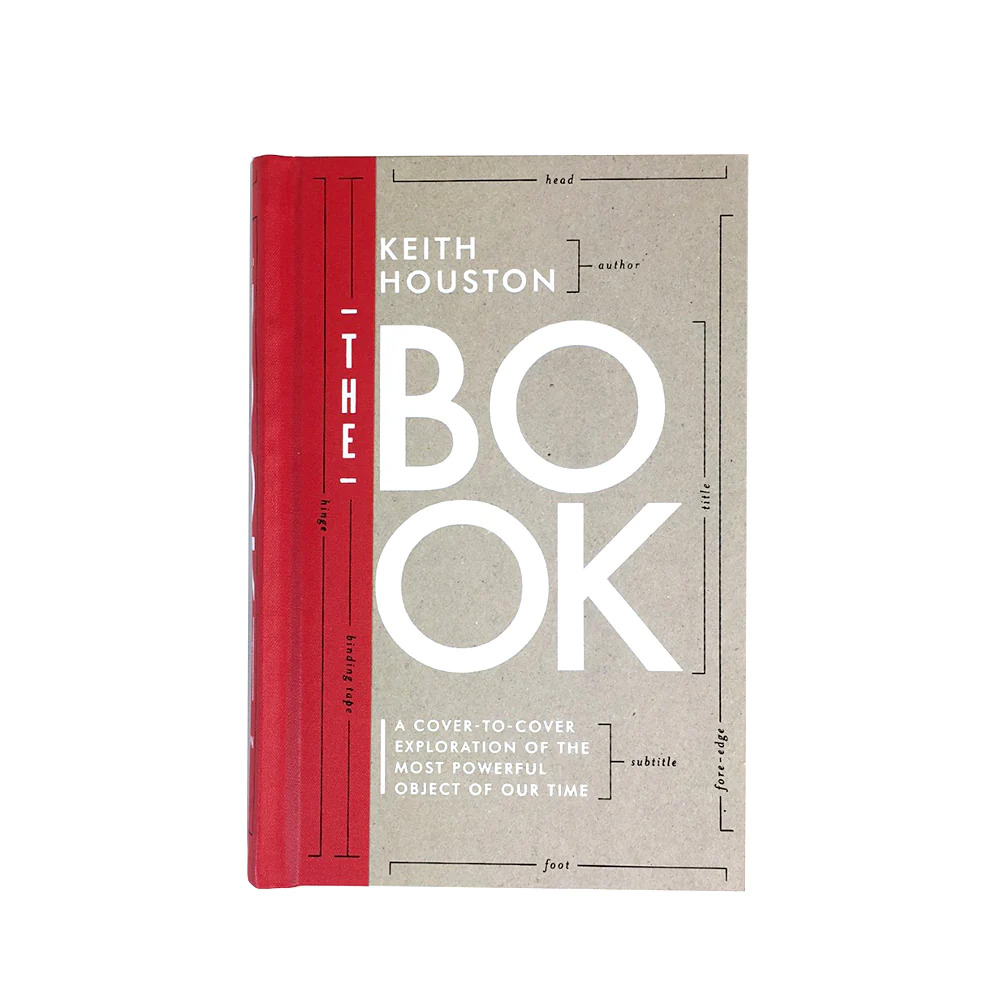 head
KEITH
HOUSTON
author
- THE -
BO
OK
title
hinge
binding tape
fore-edge
A COVER-TO-COVER
EXPLORATION OF THE
MOST POWERFUL
OBJECT OF OUR TIME
subtitle
foot